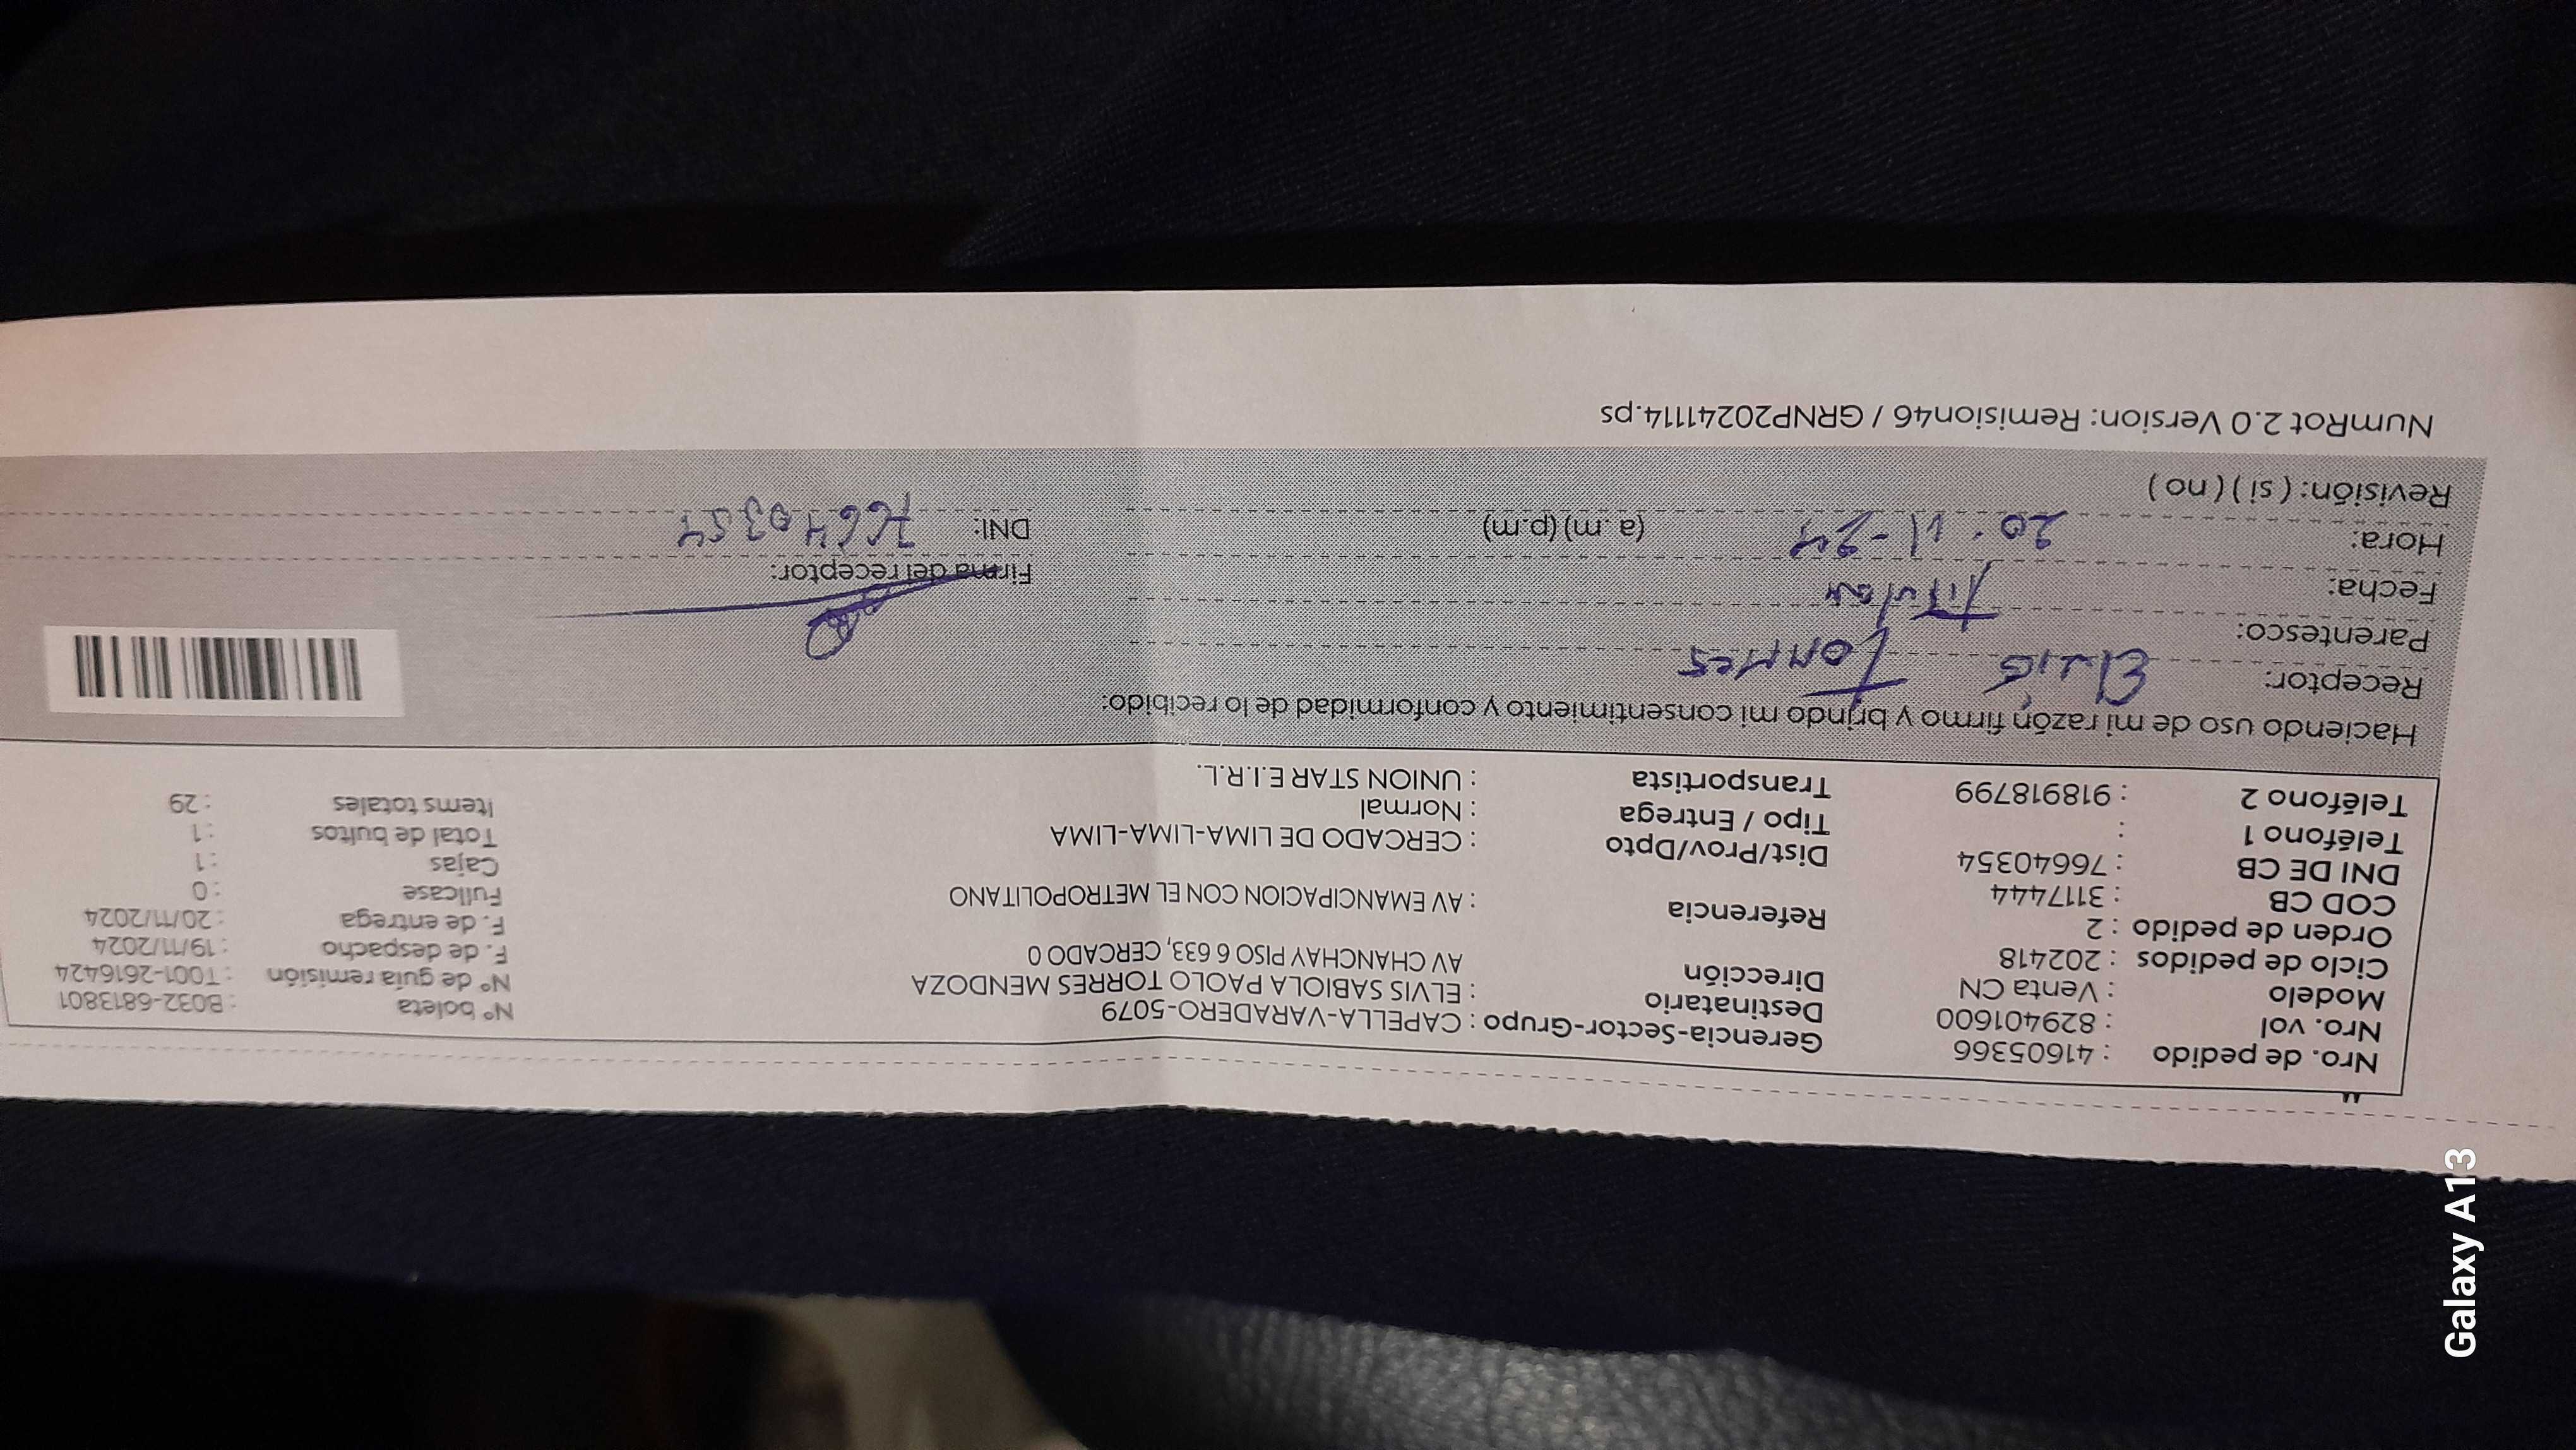 Nro. de pedido : 41605366
Nro. vol : 829401600
Modelo : Venta CN
Ciclo de pedidos : 202418
Orden de pedido : 2
COD CB : 3117444
DNI DE CB : 76640354
Teléfono 1 :
Teléfono 2 : 918918799
Gerencia-Sector-Grupo : CAPELLA-VARADERO-5079
Destinatario : ELVIS SABIOLA PAOLO TORRES MENDOZA
Dirección AV CHANCHAY PISO 6 633, CERCADO 0
Referencia : AV EMANCIPACION CON EL METROPOLITANO
Dist/Prov/Dpto : CERCADO DE LIMA-LIMA-LIMA
Tipo / Entrega : Normal
Transportista : UNION STAR E.I.R.L.
N° boleta : B032-6813801
N° de guía remisión : T001-2616424
F. de despacho : 19/11/2024
F. de entrega : 20/11/2024
Fullcase : 0
Cajas : 1
Total de bultos : 1
Items totales : 29
Haciendo uso de mi razón firmo y brindo mi consentimiento y conformidad de lo recibido:
Receptor: Elvis Torres
Parentesco: Titular
Fecha: 20-11-24
Hora: (a.m) (p.m)
Revisión: ( si ) ( no )
Firma del receptor:
DNI: 76640354
NumRot 2.0 Version: Remision46 / GRNP20241114.ps
Galaxy A13